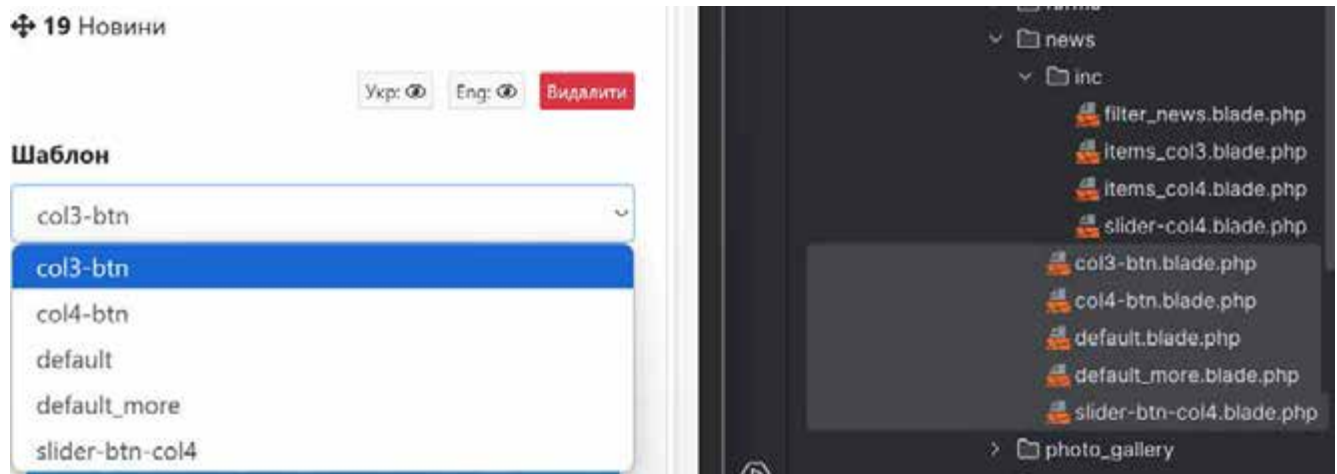 19 Новини
Укр:
Eng:
Видалити
Шаблон
col3-btn
col3-btn
col4-btn
default
default_more
slider-btn-col4
news
inc
filter_news.blade.php
items_col3.blade.php
items_col4.blade.php
slider-col4.blade.php
col3-btn.blade.php
col4-btn.blade.php
default.blade.php
default_more.blade.php
slider-btn-col4.blade.php
photo_gallery